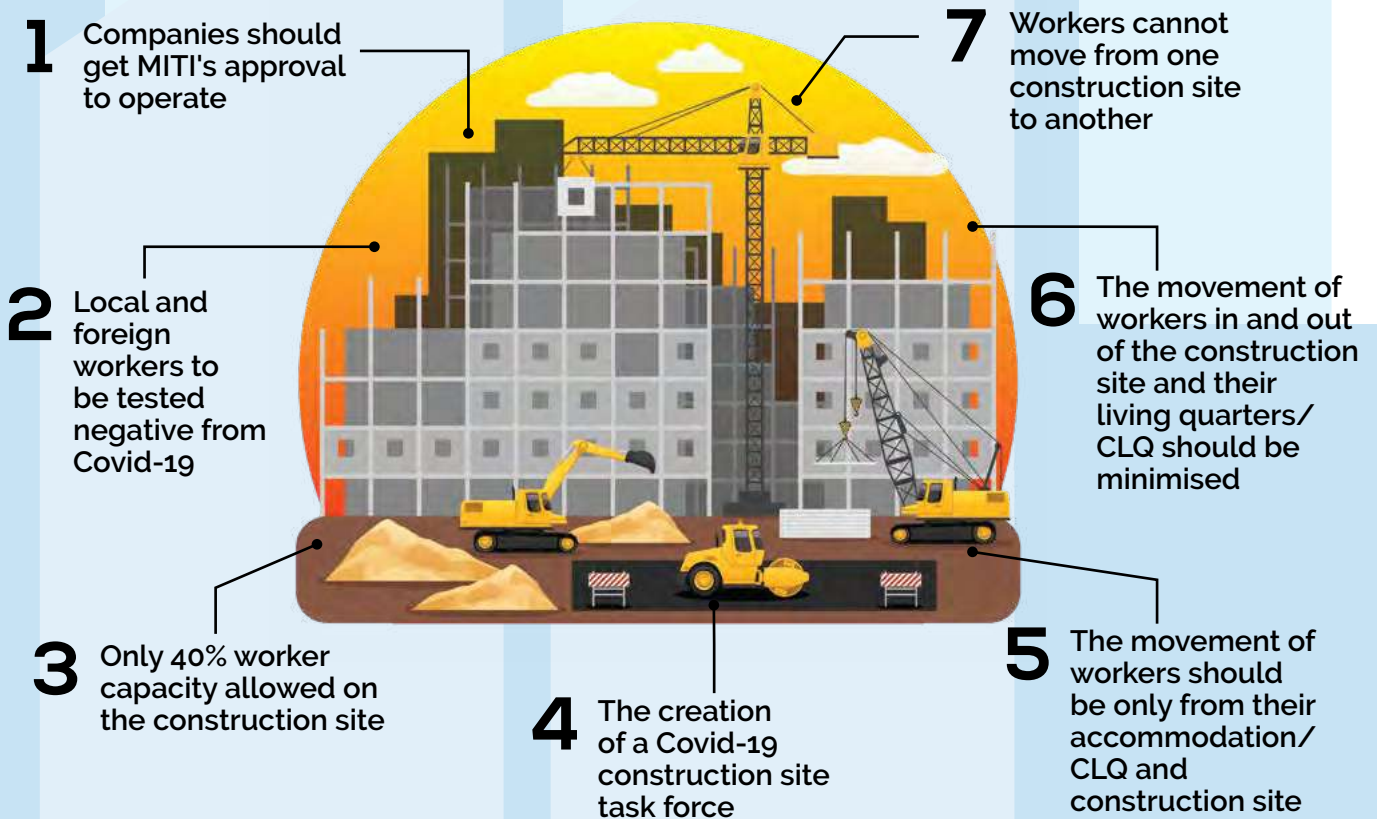 1
Companies should
get MITI's approval
to operate
2
Local and
foreign
workers to
be tested
negative from
Covid-19
3
Only 40% worker
capacity allowed on
the construction site
4
The creation
of a Covid-19
construction site
task force
5
The movement of
workers should
be only from their
accommodation/
CLQ and
construction site
6
The movement of
workers in and out
of the construction
site and their
living quarters/
CLQ should be
minimised
7
Workers cannot
move from one
construction site
to another